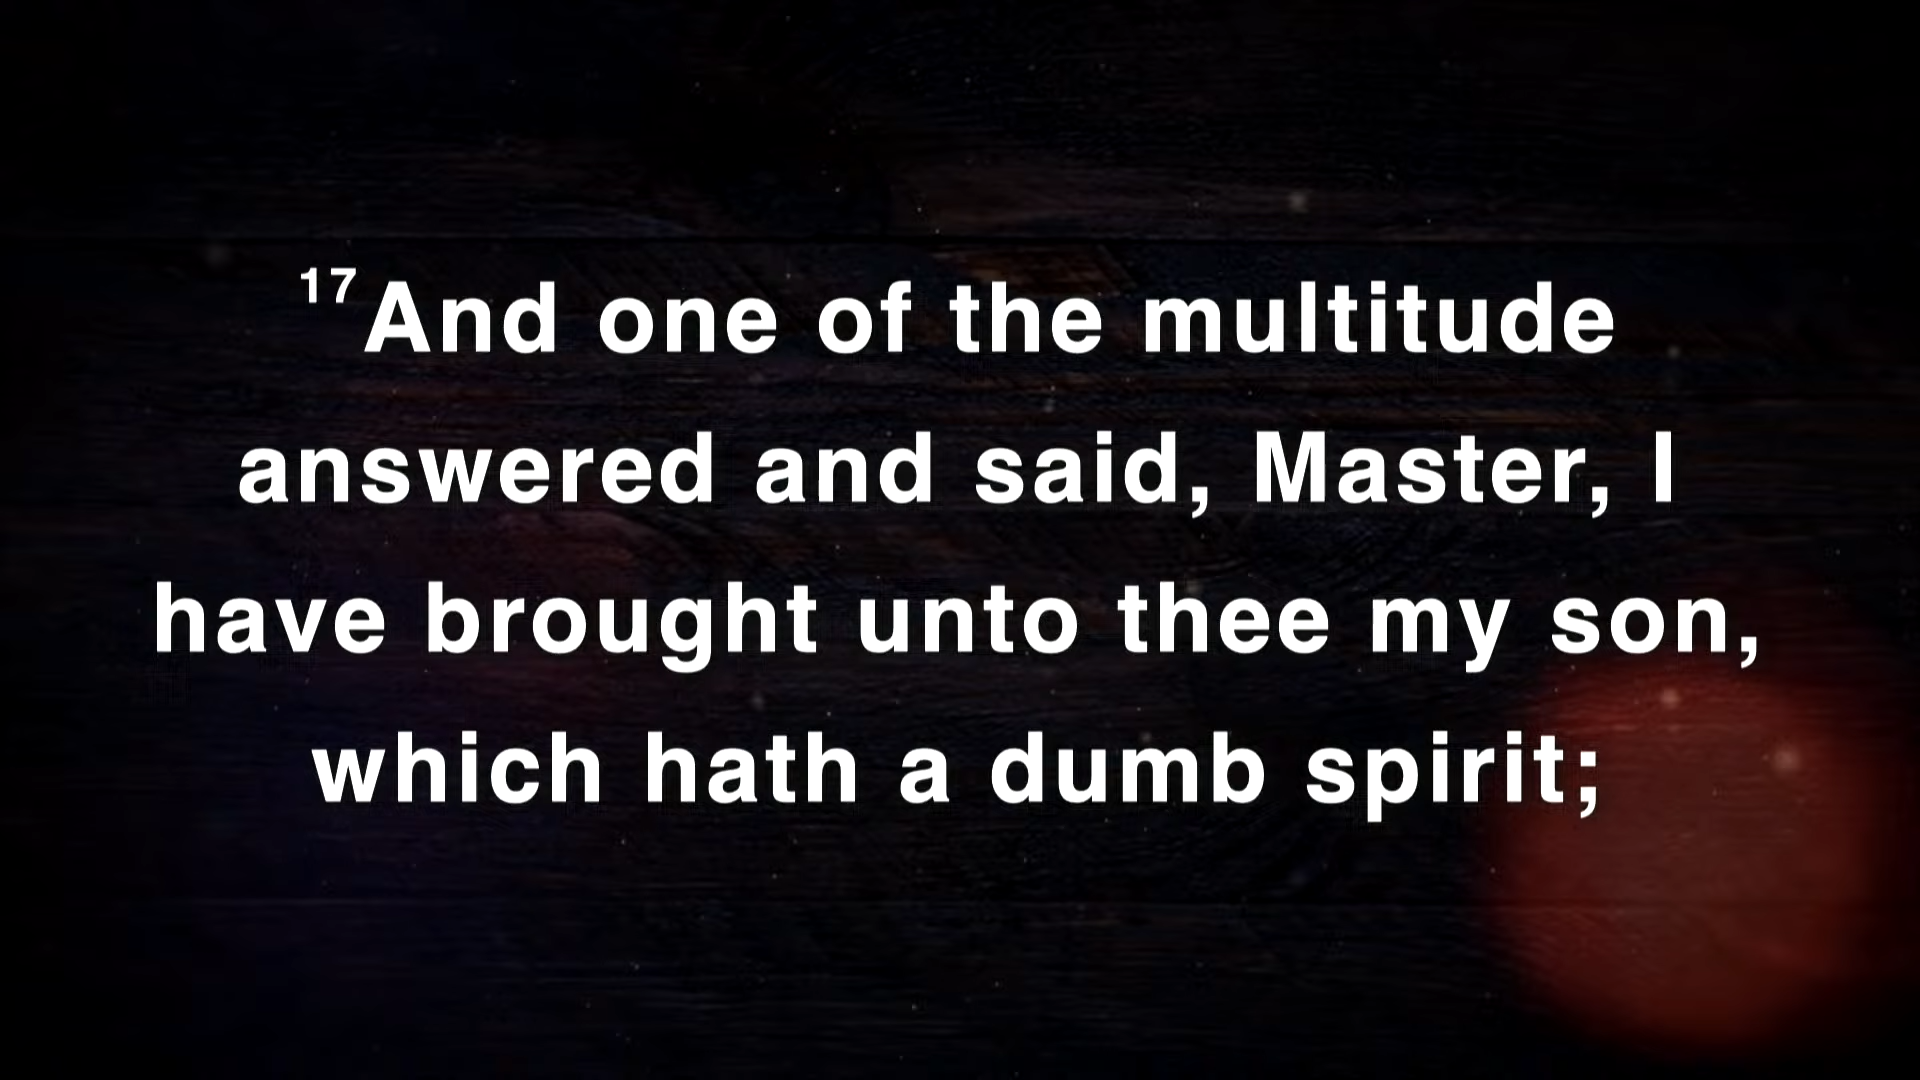 17And one of the multitude
answered and said, Master, I
have brought unto thee my son,
which hath a dumb spirit;